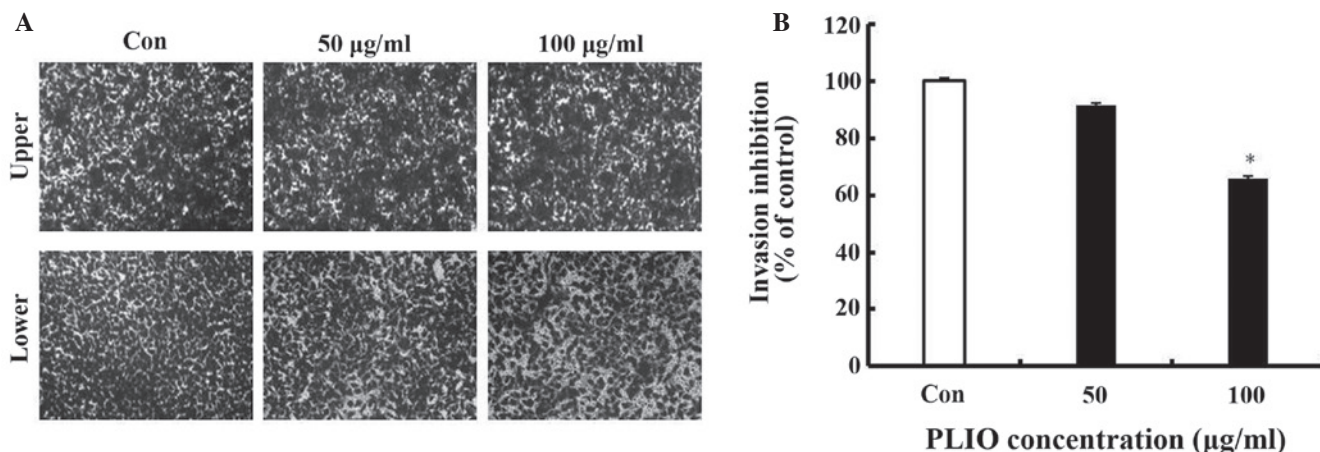 A
Con
50 μg/ml
100 μg/ml
Upper
Lower
B
Invasion inhibition
(% of control)
120
100
80
60
40
20
0
*
Con
50
100
PLIO concentration (μg/ml)